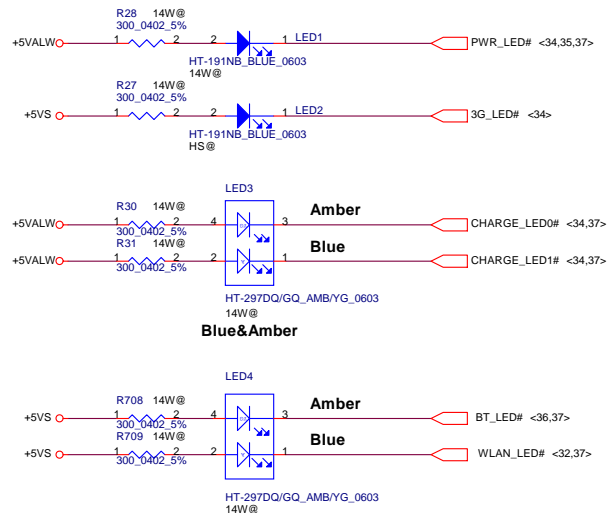 R28 14W@
300_0402_5%
+5VALW 1 2 2 1 LED1 PWR_LED# <34,35,37>
HT-191NB_BLUE_0603
14W@
R27 14W@
300_0402_5%
+5VS 1 2 2 1 LED2 3G_LED# <34>
HT-191NB_BLUE_0603
HS@
LED3
R30 14W@ Amber
+5VALW 1 2 4 3 CHARGE_LED0# <34,37>
300_0402_5%
R31 14W@ Blue
+5VALW 1 2 2 1 CHARGE_LED1# <34,37>
300_0402_5%
HT-297DQ/GQ_AMB/YG_0603
14W@
Blue&Amber
LED4
R708 14W@ Amber
+5VS 1 2 4 3 BT_LED# <36,37>
300_0402_5%
R709 14W@ Blue
+5VS 1 2 2 1 WLAN_LED# <32,37>
300_0402_5%
HT-297DQ/GQ_AMB/YG_0603
14W@